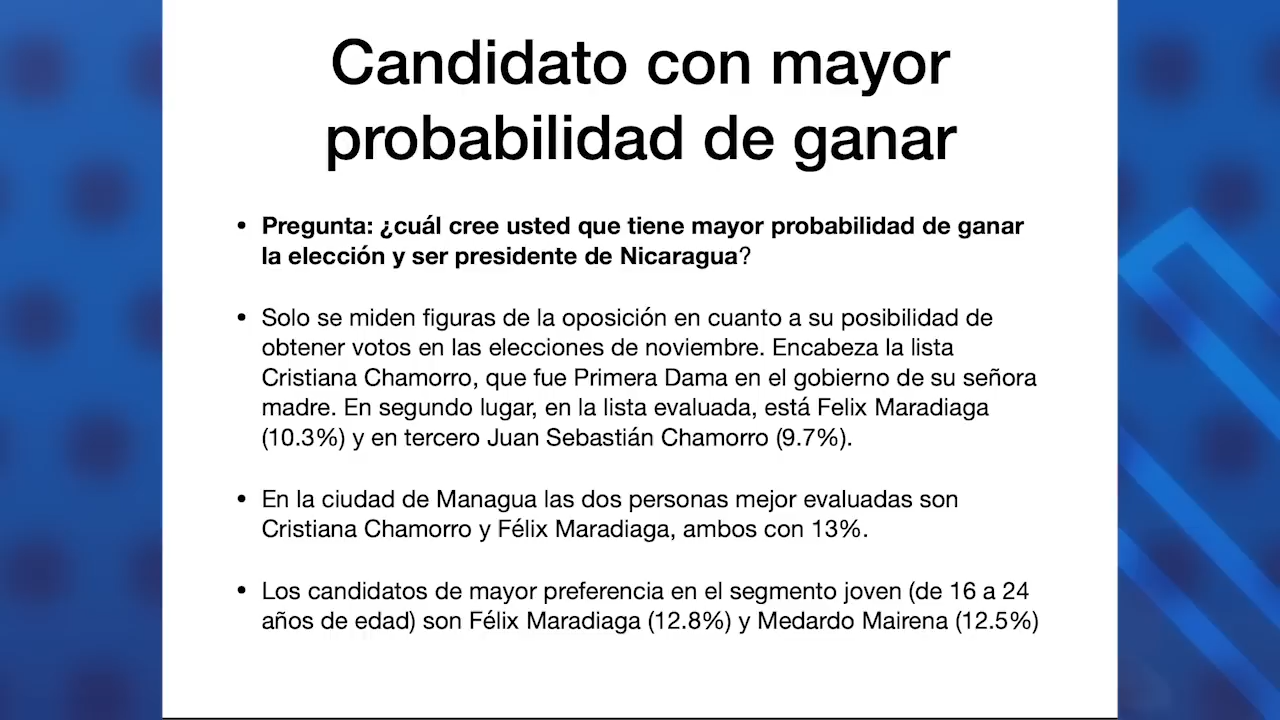 Candidato con mayor
probabilidad de ganar
• Pregunta: ¿cuál cree usted que tiene mayor probabilidad de ganar
la elección y ser presidente de Nicaragua?
• Solo se miden figuras de la oposición en cuanto a su posibilidad de
obtener votos en las elecciones de noviembre. Encabeza la lista
Cristiana Chamorro, que fue Primera Dama en el gobierno de su señora
madre. En segundo lugar, en la lista evaluada, está Felix Maradiaga
(10.3%) y en tercero Juan Sebastián Chamorro (9.7%).
• En la ciudad de Managua las dos personas mejor evaluadas son
Cristiana Chamorro y Félix Maradiaga, ambos con 13%.
• Los candidatos de mayor preferencia en el segmento joven (de 16 a 24
años de edad) son Félix Maradiaga (12.8%) y Medardo Mairena (12.5%)